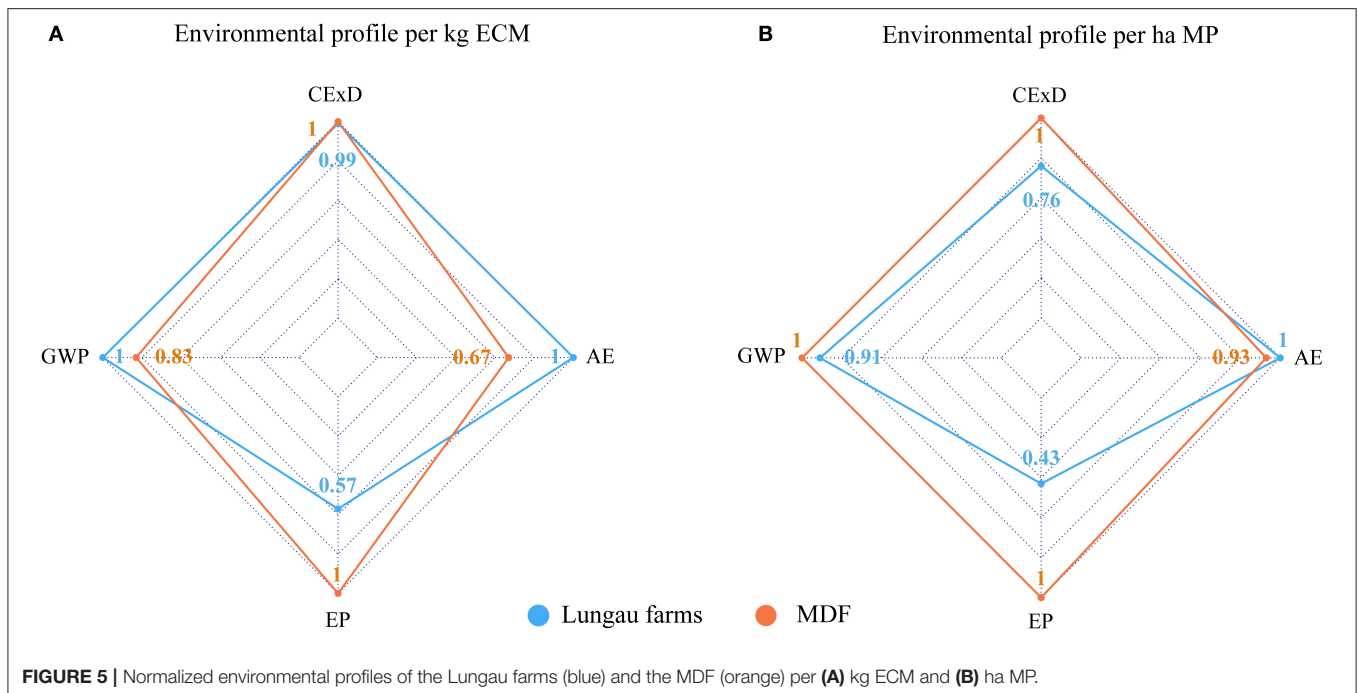 A Environmental profile per kg ECM
CExD
1
0.99
GWP 1 0.83 0.67 1 AE
0.57
1
EP
B Environmental profile per ha MP
CExD
1
0.76
1 1
GWP 0.91 0.93 AE
0.43
1
EP
Lungau farms MDF
FIGURE 5 | Normalized environmental profiles of the Lungau farms (blue) and the MDF (orange) per (A) kg ECM and (B) ha MP.